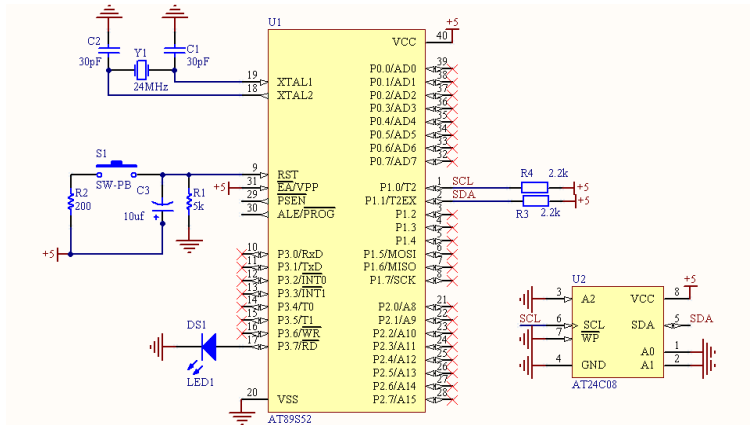 U1
C2
C1
Y1
30pF
30pF
24MHz
19
XTAL1
18
XTAL2
+5
VCC
40
P0.0/AD0
39
P0.1/AD1
38
P0.2/AD2
37
P0.3/AD3
36
P0.4/AD4
35
P0.5/AD5
34
P0.6/AD6
33
P0.7/AD7
32
S1
SW-PB
R2
200
C3
10uf
R1
5k
+5
+5
9
RST
31
EA/VPP
29
PSEN
30
ALE/PROG
P1.0/T2
1
SCL
R4
2.2k
+5
P1.1/T2EX
2
SDA
R3
2.2k
+5
P1.2
3
P1.3
4
P1.4
5
P1.5/MOSI
6
P1.6/MISO
7
P1.7/SCK
8
10
P3.0/RxD
11
P3.1/TxD
12
P3.2/INT0
13
P3.3/INT1
14
P3.4/T0
15
P3.5/T1
16
P3.6/WR
17
P3.7/RD
DS1
LED1
P2.0/A8
21
P2.1/A9
22
P2.2/A10
23
P2.3/A11
24
P2.4/A12
25
P2.5/A13
26
P2.6/A14
27
P2.7/A15
28
20
VSS
AT89S52
U2
+5
3
A2
VCC
8
SCL
6
SCL
SDA
5
SDA
7
WP
A0
1
4
GND
A1
2
AT24C08